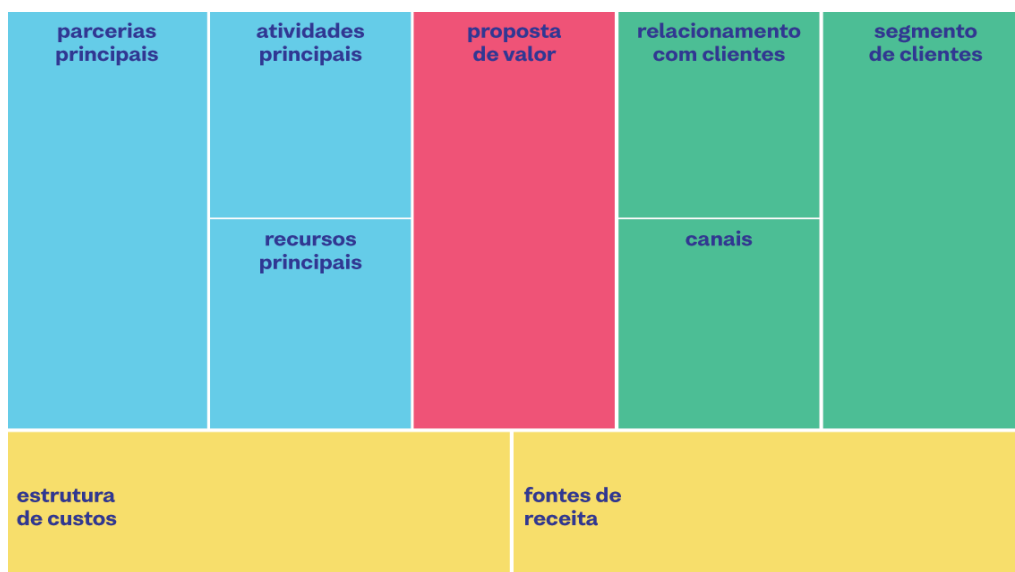 parcerias
principais
atividades
principais
recursos
principais
proposta
de valor
relacionamento
com clientes
canais
segmento
de clientes
estrutura
de custos
fontes de
receita